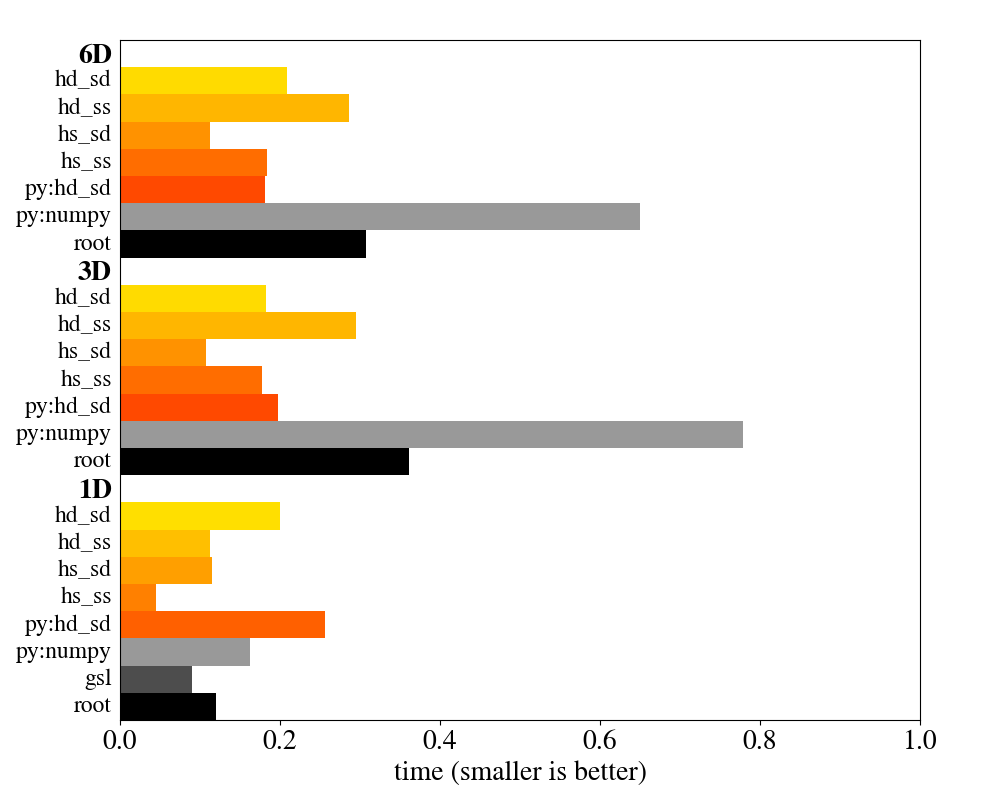 6D
hd_sd
hd_ss
hs_sd
hs_ss
py:hd_sd
py:numpy
root
3D
hd_sd
hd_ss
hs_sd
hs_ss
py:hd_sd
py:numpy
root
1D
hd_sd
hd_ss
hs_sd
hs_ss
py:hd_sd
py:numpy
gsl
root
0.0 0.2 0.4 0.6 0.8 1.0
time (smaller is better)